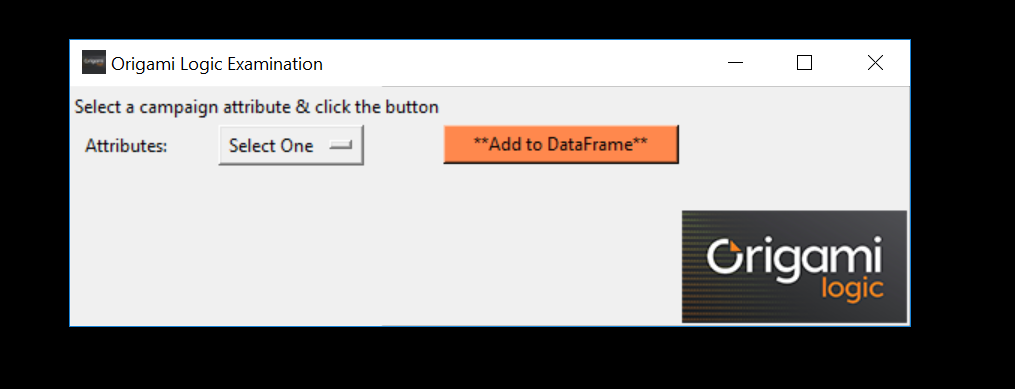 Origami Logic Examination
Select a campaign attribute & click the button
Attributes: Select One **Add to DataFrame**
Origami
logic